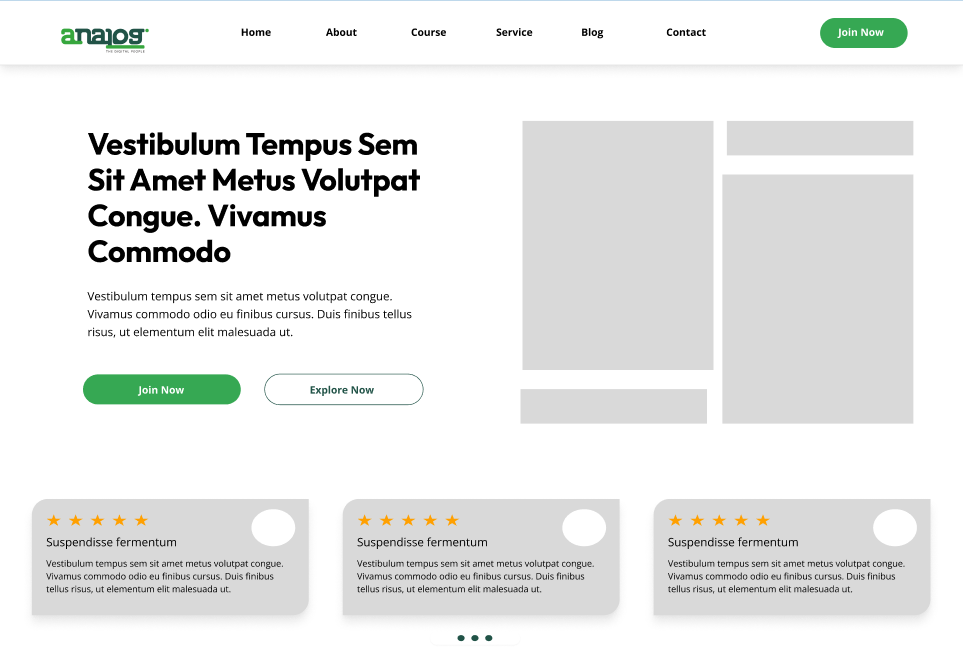 analog
THE DIGITAL PEOPLE
Home About Course Service Blog Contact Join Now
Vestibulum Tempus Sem
Sit Amet Metus Volutpat
Congue. Vivamus
Commodo
Vestibulum tempus sem sit amet metus volutpat congue.
Vivamus commodo odio eu finibus cursus. Duis finibus tellus
risus, ut elementum elit malesuada ut.
Join Now Explore Now
Suspendisse fermentum
Vestibulum tempus sem sit amet metus volutpat congue.
Vivamus commodo odio eu finibus cursus. Duis finibus
tellus risus, ut elementum elit malesuada ut.
Suspendisse fermentum
Vestibulum tempus sem sit amet metus volutpat congue.
Vivamus commodo odio eu finibus cursus. Duis finibus
tellus risus, ut elementum elit malesuada ut.
Suspendisse fermentum
Vestibulum tempus sem sit amet metus volutpat congue.
Vivamus commodo odio eu finibus cursus. Duis finibus
tellus risus, ut elementum elit malesuada ut.